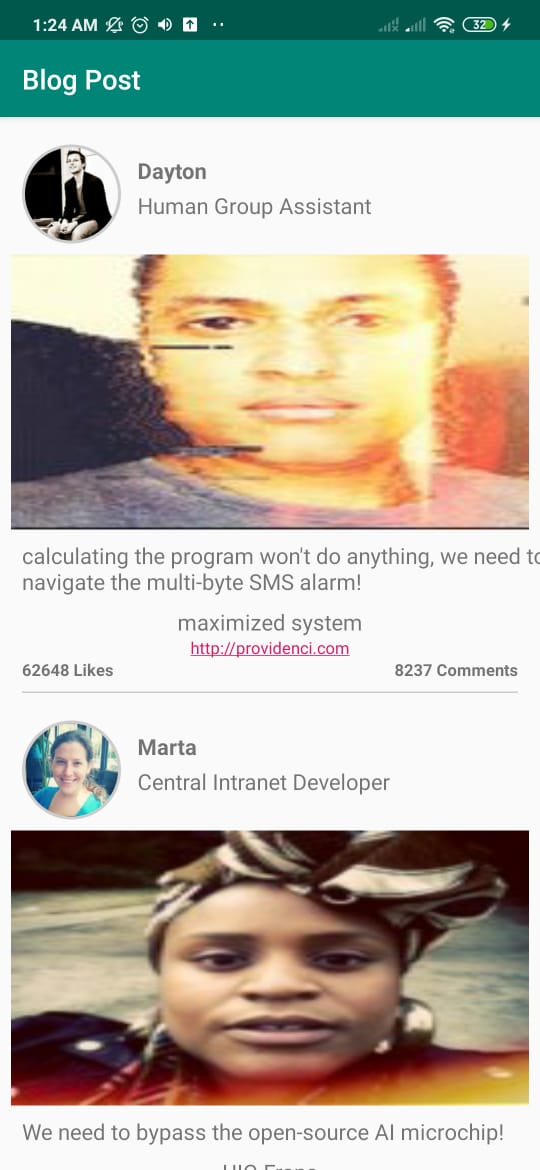 1:24 AM
32
Blog Post
Dayton
Human Group Assistant
calculating the program won't do anything, we need to
navigate the multi-byte SMS alarm!
maximized system
http://providenci.com
62648 Likes
8237 Comments
Marta
Central Intranet Developer
We need to bypass the open-source AI microchip!